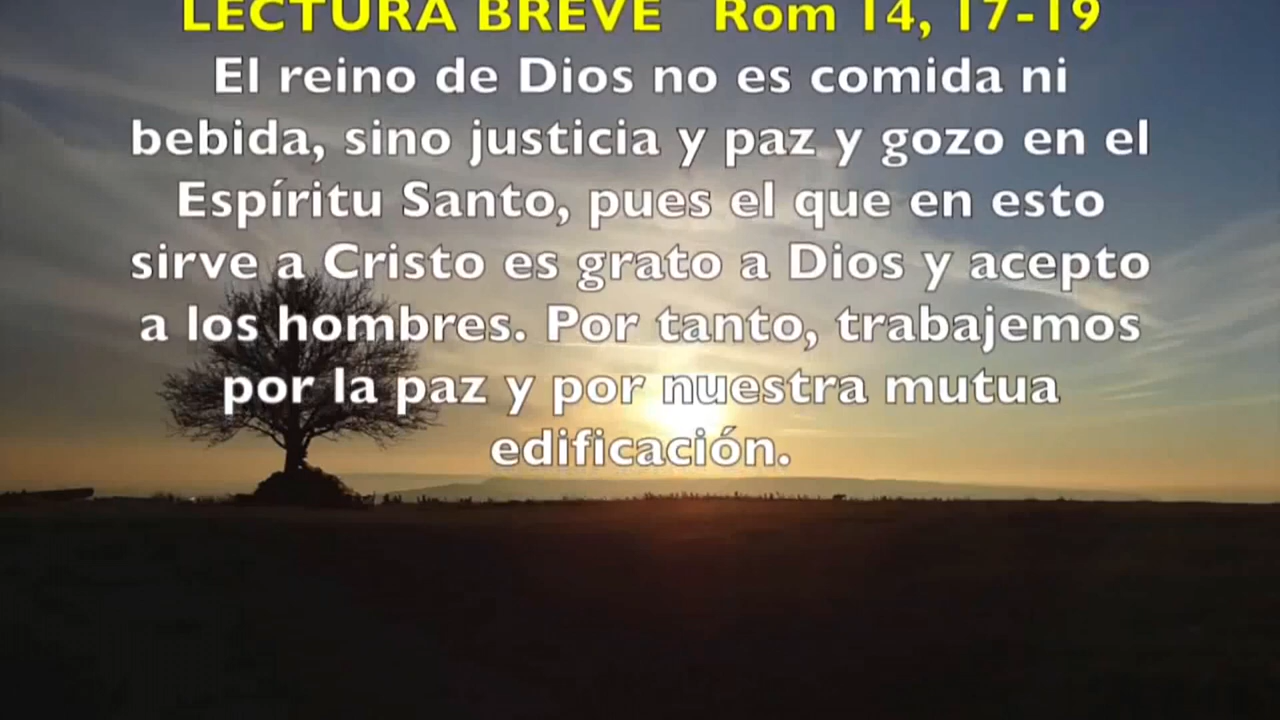 LECTURA BREVE Rom 14, 17-19
El reino de Dios no es comida ni
bebida, sino justicia y paz y gozo en el
Espíritu Santo, pues el que en esto
sirve a Cristo es grato a Dios y acepto
a los hombres. Por tanto, trabajemos
por la paz y por nuestra mutua
edificación.